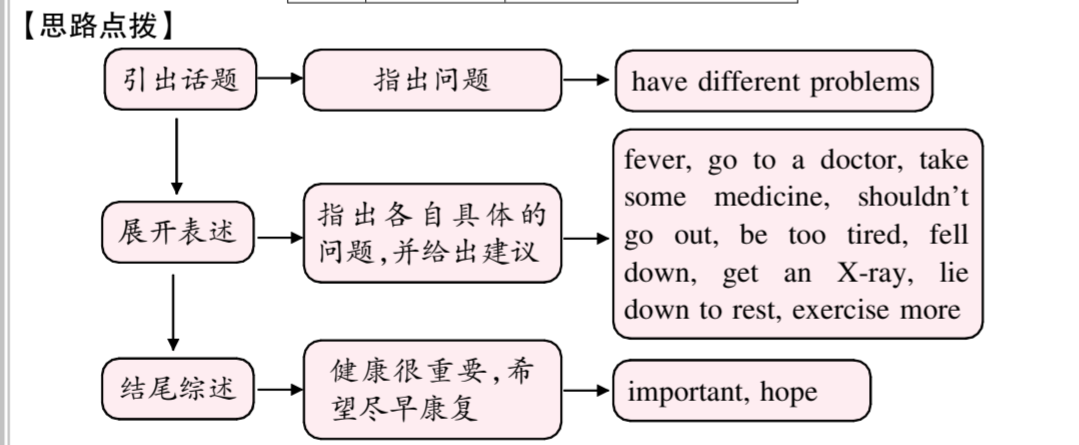 【思路点拨】
引出话题
指出问题
have different problems
展开表述
指出各自具体的
问题,并给出建议
fever, go to a doctor, take
some medicine, shouldn't
go out, be too tired, fell
down, get an X-ray, lie
down to rest, exercise more
结尾综述
健康很重要,希
望尽早康复
important, hope